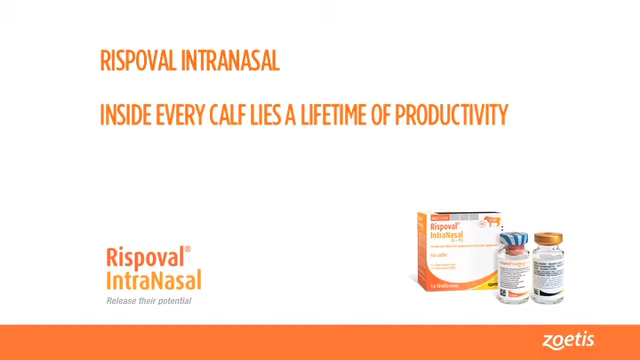 RISPOVAL INTRANASAL
INSIDE EVERY CALF LIES A LIFETIME OF PRODUCTIVITY
Rispoval®
IntraNasal
Release their potential
Rispoval®
IntraNasal
For cattle
zoetis